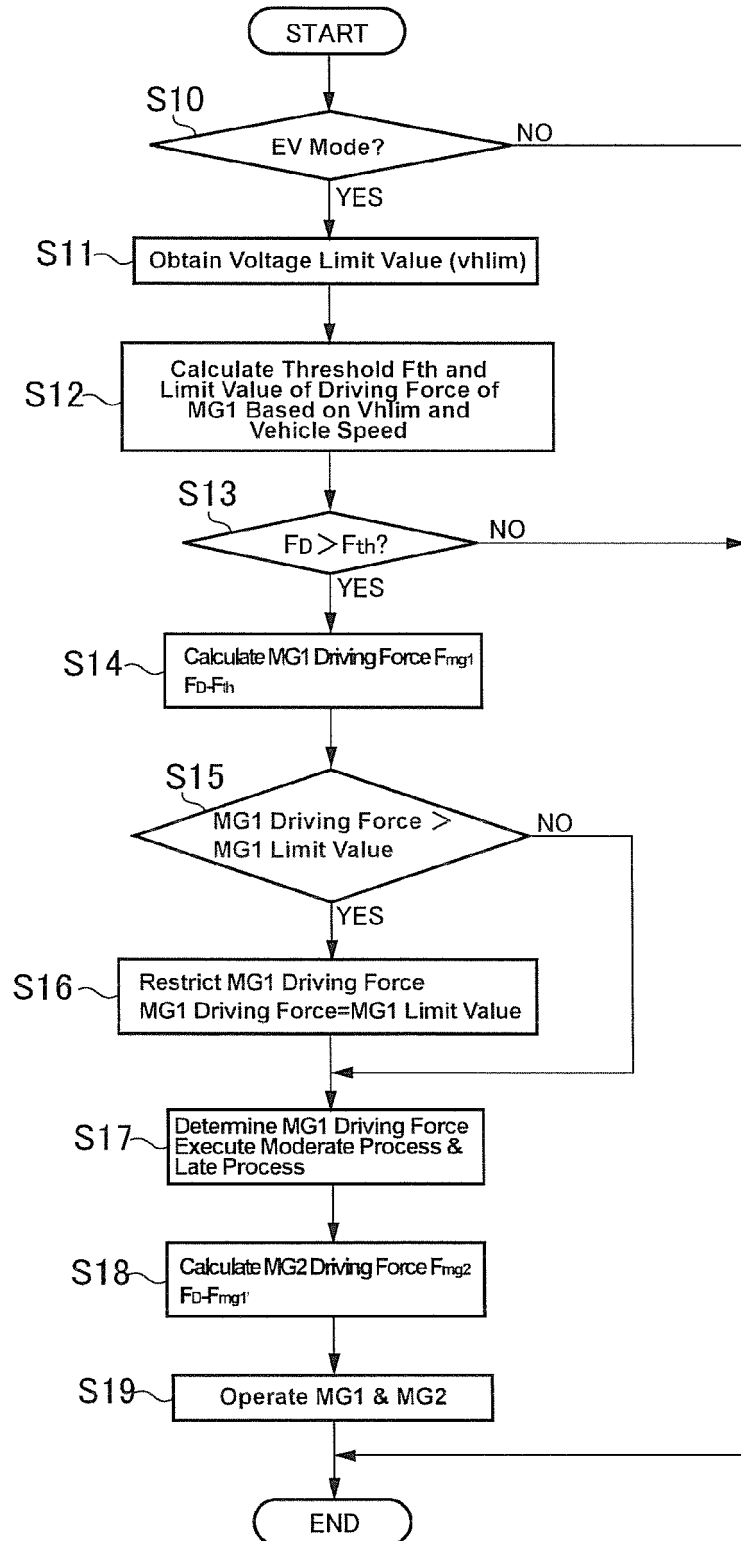 START
S10
EV Mode?
NO
YES
S11
Obtain Voltage Limit Value (vhlim)
S12
Calculate Threshold Fth and
Limit Value of Driving Force of
MG1 Based on Vhlim and
Vehicle Speed
S13
FD＞Fth?
NO
YES
S14
Calculate MG1 Driving Force Fmg1
FD-Fth
S15
MG1 Driving Force ＞
MG1 Limit Value
NO
YES
S16
Restrict MG1 Driving Force
MG1 Driving Force=MG1 Limit Value
S17
Determine MG1 Driving Force
Execute Moderate Process &
Late Process
S18
Calculate MG2 Driving Force Fmg2
FD-Fmg1'
S19
Operate MG1 & MG2
END